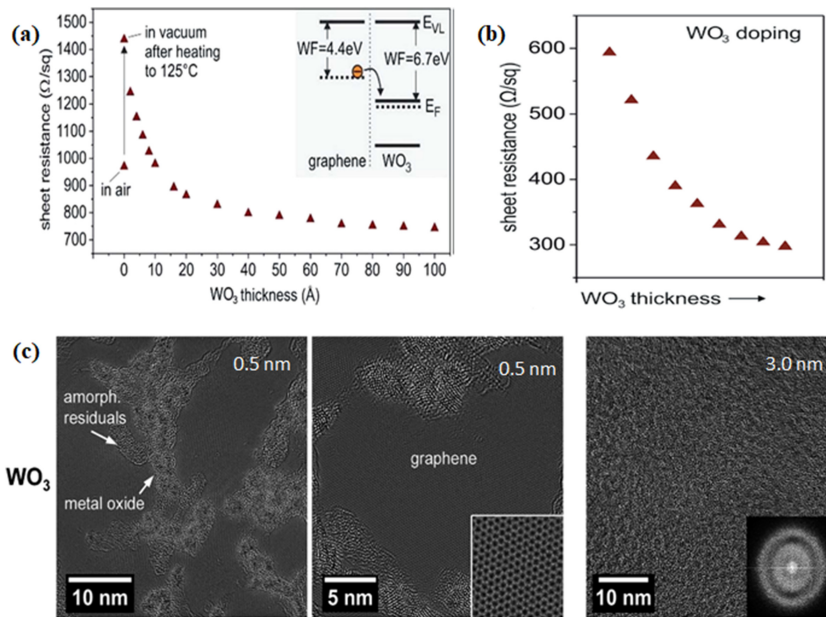 (a)
1500
1400
1300
1200
1100
1000
900
800
700
sheet resistance (Ω/sq)
in vacuum
after heating
to 125°C
in air
E_VL
WF=4.4eV
WF=6.7eV
E_F
graphene
WO₃
0 10 20 30 40 50 60 70 80 90 100
WO₃ thickness (Å)
(b)
WO₃ doping
600
500
400
300
sheet resistance (Ω/sq)
WO₃ thickness →
(c)
WO₃
0.5 nm
amorph.
residuals
metal oxide
10 nm
0.5 nm
graphene
5 nm
3.0 nm
10 nm